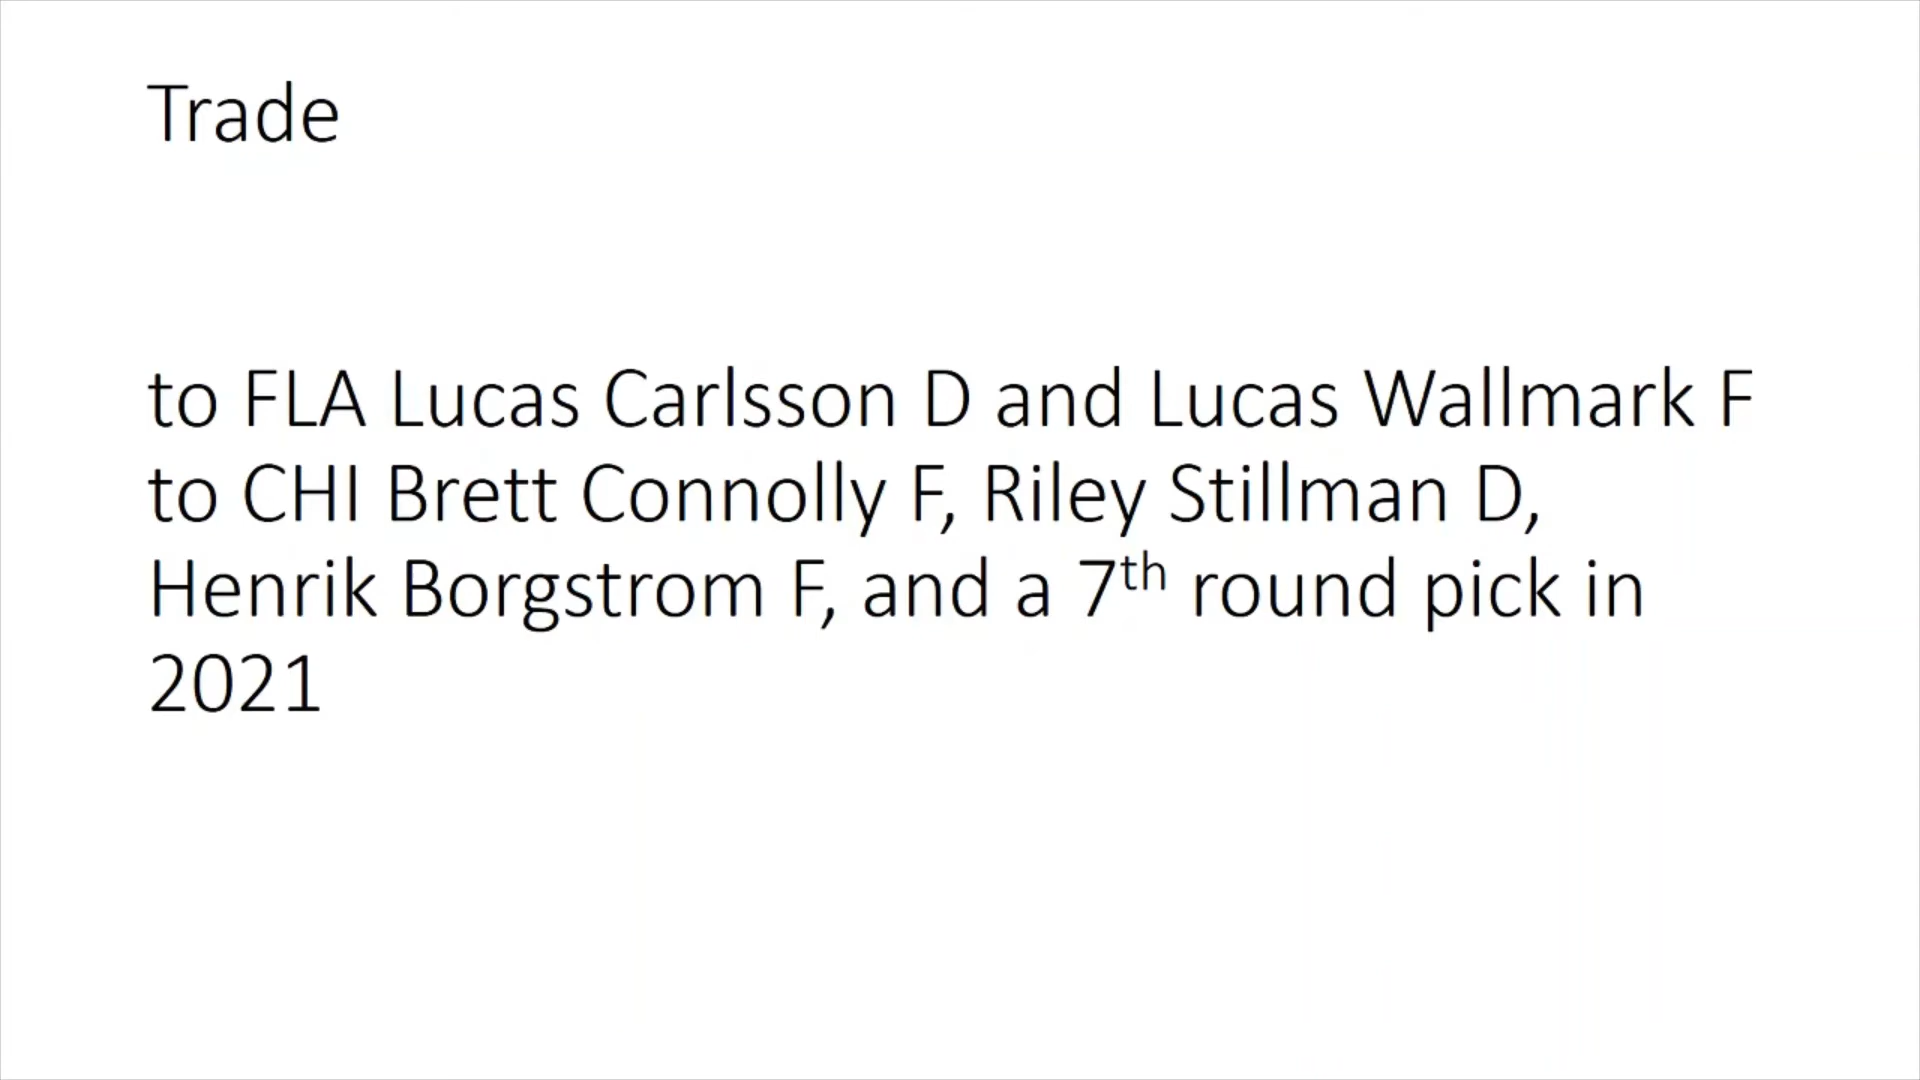 Trade
to FLA Lucas Carlsson D and Lucas Wallmark F
to CHI Brett Connolly F, Riley Stillman D,
Henrik Borgstrom F, and a 7th round pick in
2021